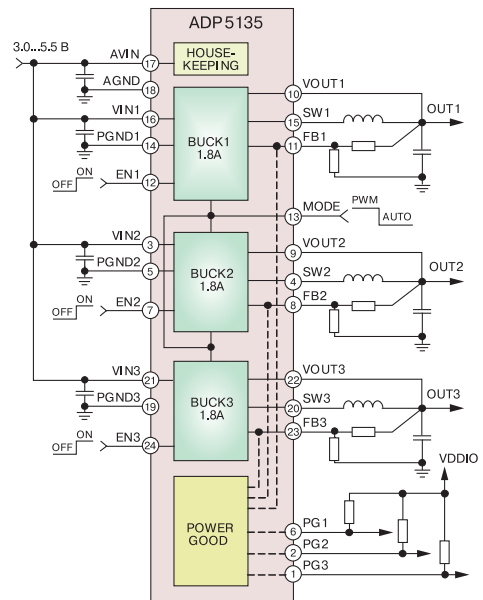 ADP5135
3.0...5.5 В
AVIN
17
HOUSE-
KEEPING
AGND
18
VOUT1
10
VIN1
16
SW1
15
OUT1
PGND1
14
BUCK1
1.8A
FB1
11
OFF
ON
EN1
12
MODE
13
PWM
AUTO
VIN2
3
VOUT2
9
PGND2
5
BUCK2
1.8A
SW2
4
OUT2
OFF
ON
EN2
7
FB2
8
VIN3
21
VOUT3
22
PGND3
19
BUCK3
1.8A
SW3
20
OUT3
OFF
ON
EN3
24
FB3
23
VDDIO
POWER
GOOD
PG1
6
PG2
2
PG3
1